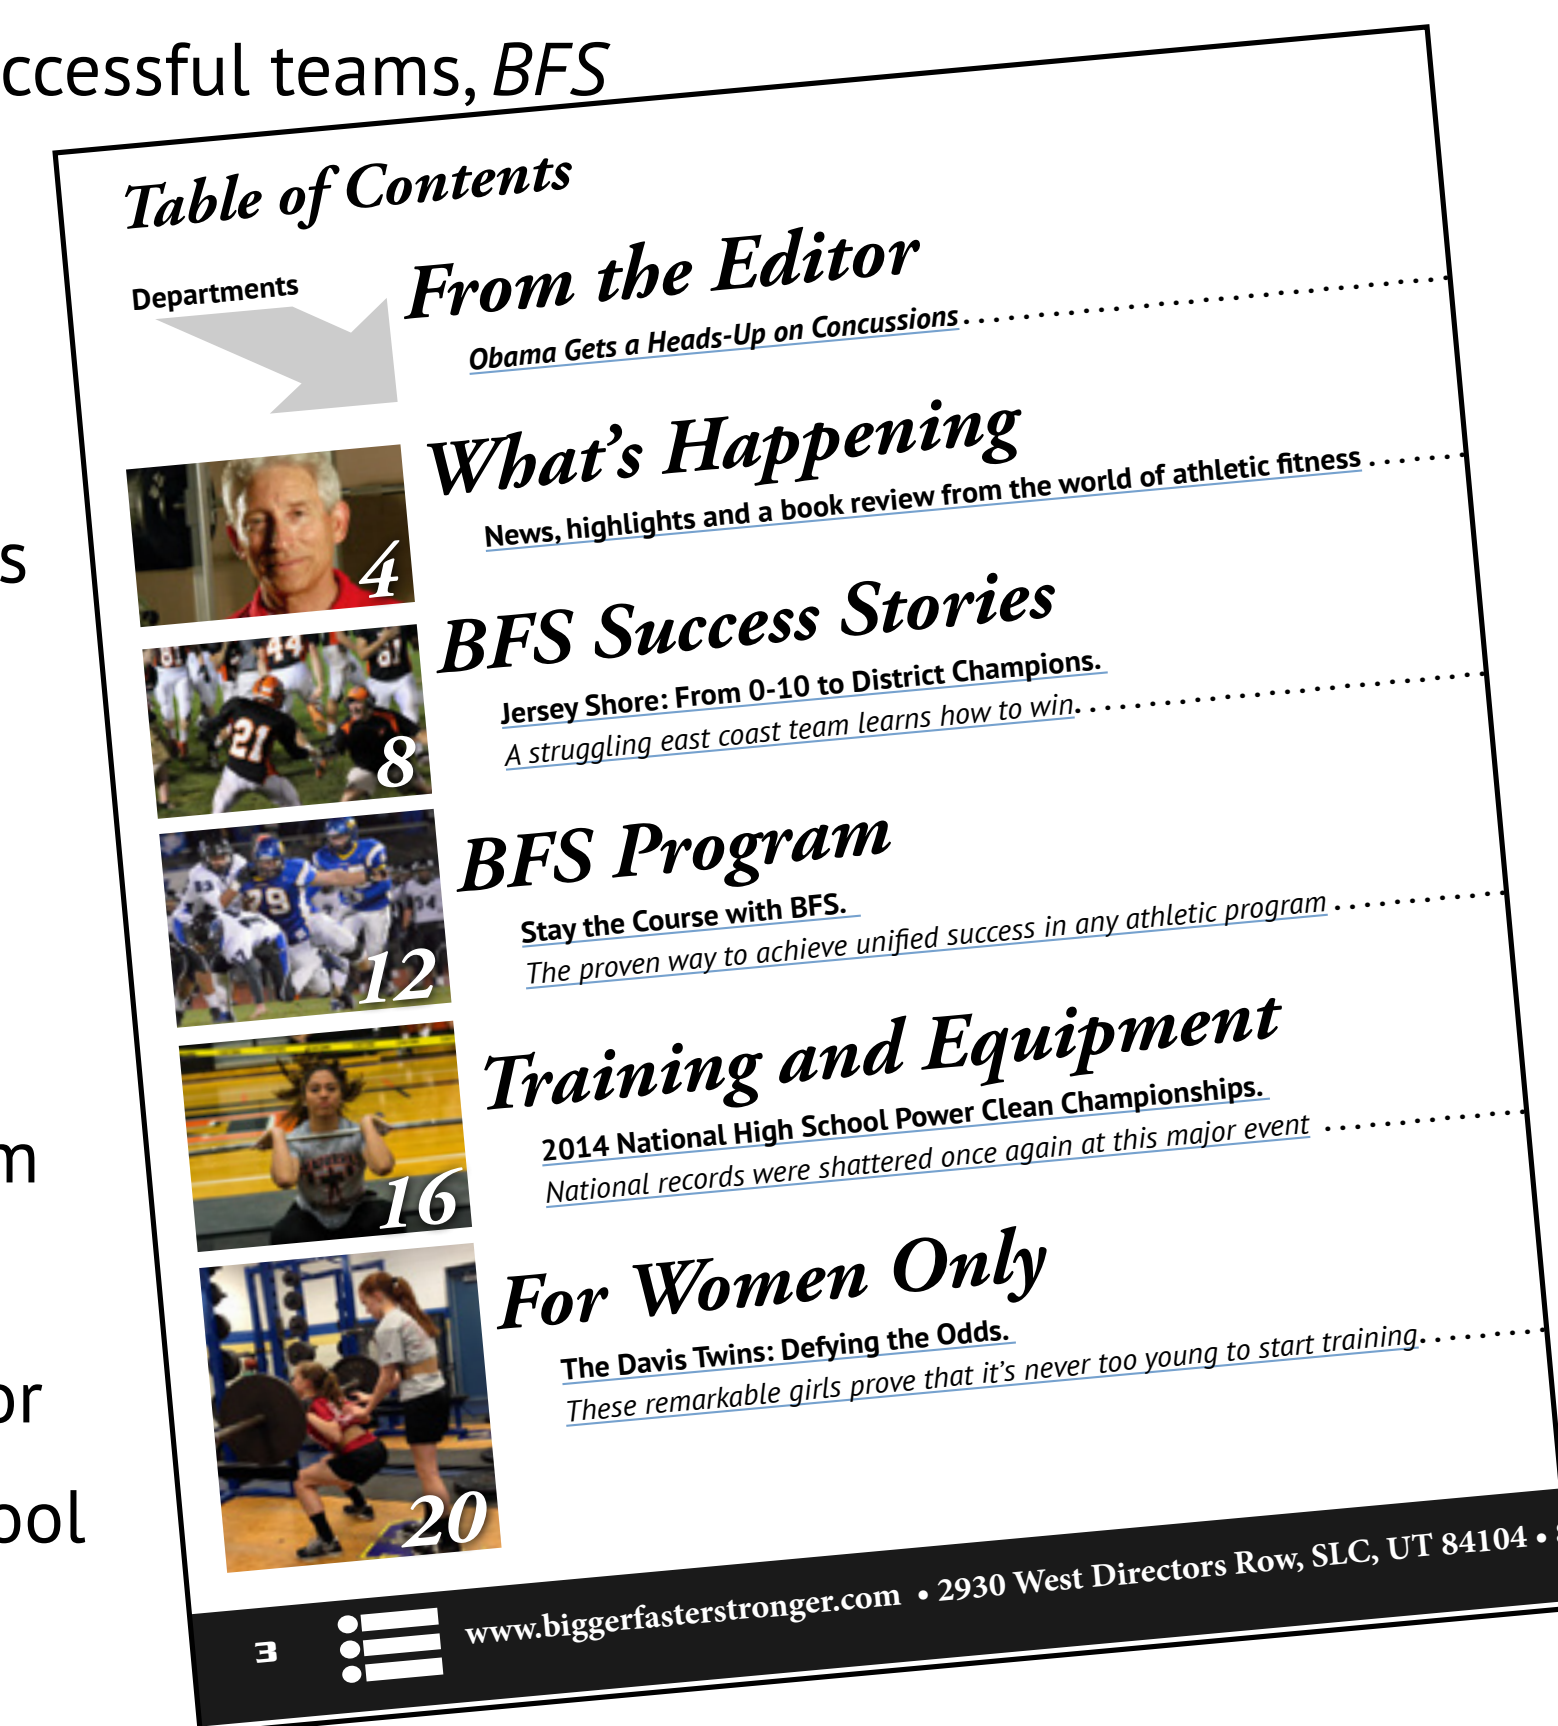 ccessful teams, BFS
Table of Contents
Departments
From the Editor
Obama Gets a Heads-Up on Concussions
What's Happening
News, highlights and a book review from the world of athletic fitness
4
s
BFS Success Stories
Jersey Shore: From 0-10 to District Champions.
A struggling east coast team learns how to win
81
44
81
21
8
BFS Program
Stay the Course with BFS.
The proven way to achieve unified success in any athletic program
79
34
12
Training and Equipment
2014 National High School Power Clean Championships.
National records were shattered once again at this major event
m
16
For Women Only
The Davis Twins: Defying the Odds.
These remarkable girls prove that it's never too young to start training
or
ool
20
3
www.biggerfasterstronger.com • 2930 West Directors Row, SLC, UT 84104 •